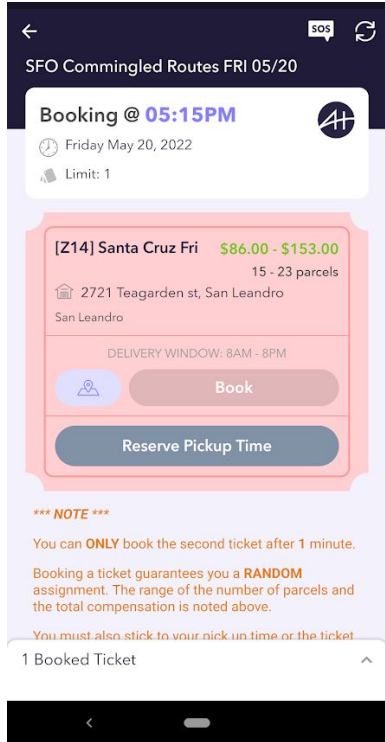 SOS
SFO Commingled Routes FRI 05/20
Booking @ 05:15PM
Friday May 20, 2022
Limit: 1
[Z14] Santa Cruz Fri $86.00 - $153.00
15 - 23 parcels
2721 Teagarden st, San Leandro
San Leandro
DELIVERY WINDOW: 8AM - 8PM
Book
Reserve Pickup Time
*** NOTE ***
You can ONLY book the second ticket after 1 minute.
Booking a ticket guarantees you a RANDOM
assignment. The range of the number of parcels and
the total compensation is noted above.
You must also stick to your pick up time or the ticket
1 Booked Ticket